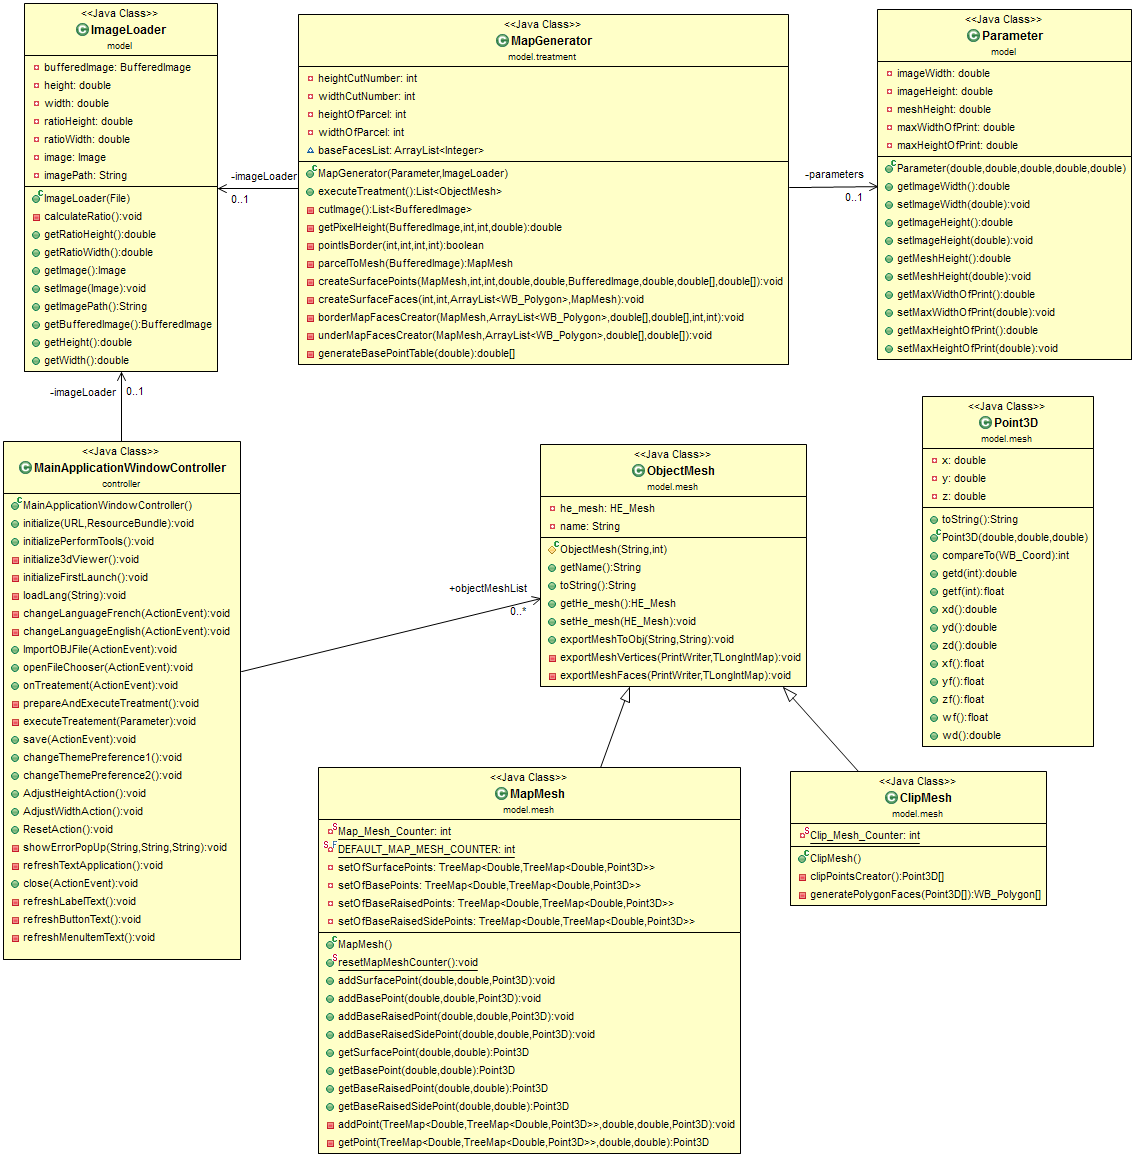 <<Java Class>>
ImageLoader
model
bufferedImage: BufferedImage
height: double
width: double
ratioHeight: double
ratioWidth: double
image: Image
imagePath: String
ImageLoader(File)
calculateRatio():void
getRatioHeight():double
getRatioWidth():double
getImage():Image
setImage(Image):void
getImagePath():String
getBufferedImage():BufferedImage
getHeight():double
getWidth():double
<<Java Class>>
MapGenerator
model.treatment
heightCutNumber: int
widthCutNumber: int
heightOfParcel: int
widthOfParcel: int
baseFacesList: ArrayList<Integer>
MapGenerator(Parameter,ImageLoader)
executeTreatment():List<ObjectMesh>
cutImage():List<BufferedImage>
getPixelHeight(BufferedImage,int,int,double):double
pointIsBorder(int,int,int,int):boolean
parcelToMesh(BufferedImage):MapMesh
createSurfacePoints(MapMesh,int,int,double,double,BufferedImage,double,double[],double[]):void
createSurfaceFaces(int,int,ArrayList<WB_Polygon>,MapMesh):void
borderMapFacesCreator(MapMesh,ArrayList<WB_Polygon>,double[],double[],int,int):void
underMapFacesCreator(MapMesh,ArrayList<WB_Polygon>,double[],double[]):void
generateBasePointTable(double):double[]
<<Java Class>>
Parameter
model
imageWidth: double
imageHeight: double
meshHeight: double
maxWidthOfPrint: double
maxHeightOfPrint: double
Parameter(double,double,double,double,double)
getImageWidth():double
setImageWidth(double):void
getImageHeight():double
setImageHeight(double):void
getMeshHeight():double
setMeshHeight(double):void
getMaxWidthOfPrint():double
setMaxWidthOfPrint(double):void
getMaxHeightOfPrint():double
setMaxHeightOfPrint(double):void
-imageLoader
0..1
-parameters
0..1
-imageLoader
0..1
<<Java Class>>
MainApplicationWindowController
controller
MainApplicationWindowController()
initialize(URL,ResourceBundle):void
initializePerformTools():void
initialize3dViewer():void
initializeFirstLaunch():void
loadLang(String):void
changeLanguageFrench(ActionEvent):void
changeLanguageEnglish(ActionEvent):void
ImportOBJFile(ActionEvent):void
openFileChooser(ActionEvent):void
onTreatement(ActionEvent):void
prepareAndExecuteTreatment():void
executeTreatement(Parameter):void
save(ActionEvent):void
changeThemePreference1():void
changeThemePreference2():void
AdjustHeightAction():void
AdjustWidthAction():void
ResetAction():void
showErrorPopUp(String,String,String):void
refreshTextApplication():void
close(ActionEvent):void
refreshLabelText():void
refreshButtonText():void
refreshMenuItemText():void
+objectMeshList
0..*
<<Java Class>>
ObjectMesh
model.mesh
he_mesh: HE_Mesh
name: String
ObjectMesh(String,int)
getName():String
toString():String
getHe_mesh():HE_Mesh
setHe_mesh(HE_Mesh):void
exportMeshToObj(String,String):void
exportMeshVertices(PrintWriter,TLongIntMap):void
exportMeshFaces(PrintWriter,TLongIntMap):void
<<Java Class>>
Point3D
model.mesh
x: double
y: double
z: double
toString():String
Point3D(double,double,double)
compareTo(WB_Coord):int
getd(int):double
getf(int):float
xd():double
yd():double
zd():double
xf():float
yf():float
zf():float
wf():float
wd():double
<<Java Class>>
MapMesh
model.mesh
Map_Mesh_Counter: int
DEFAULT_MAP_MESH_COUNTER: int
setOfSurfacePoints: TreeMap<Double,TreeMap<Double,Point3D>>
setOfBasePoints: TreeMap<Double,TreeMap<Double,Point3D>>
setOfBaseRaisedPoints: TreeMap<Double,TreeMap<Double,Point3D>>
setOfBaseRaisedSidePoints: TreeMap<Double,TreeMap<Double,Point3D>>
MapMesh()
resetMapMeshCounter():void
addSurfacePoint(double,double,Point3D):void
addBasePoint(double,double,Point3D):void
addBaseRaisedPoint(double,double,Point3D):void
addBaseRaisedSidePoint(double,double,Point3D):void
getSurfacePoint(double,double):Point3D
getBasePoint(double,double):Point3D
getBaseRaisedPoint(double,double):Point3D
getBaseRaisedSidePoint(double,double):Point3D
addPoint(TreeMap<Double,TreeMap<Double,Point3D>>,double,double,Point3D):void
getPoint(TreeMap<Double,TreeMap<Double,Point3D>>,double,double):Point3D
<<Java Class>>
ClipMesh
model.mesh
Clip_Mesh_Counter: int
ClipMesh()
clipPointsCreator():Point3D[]
generatePolygonFaces(Point3D[]):WB_Polygon[]